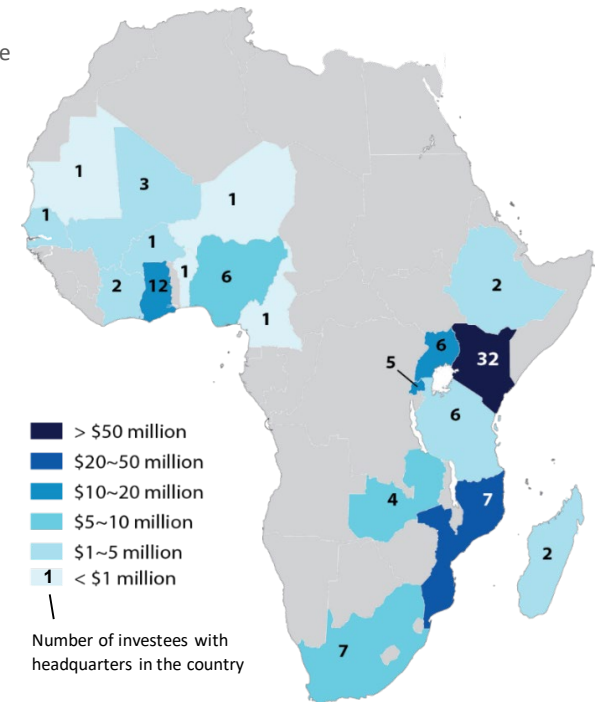 e
1
3
1
1
1
2
12
1
6
1
2
6
32
5
6
4
7
2
7
> $50 million
$20~50 million
$10~20 million
$5~10 million
$1~5 million
1 < $1 million
Number of investees with
headquarters in the country